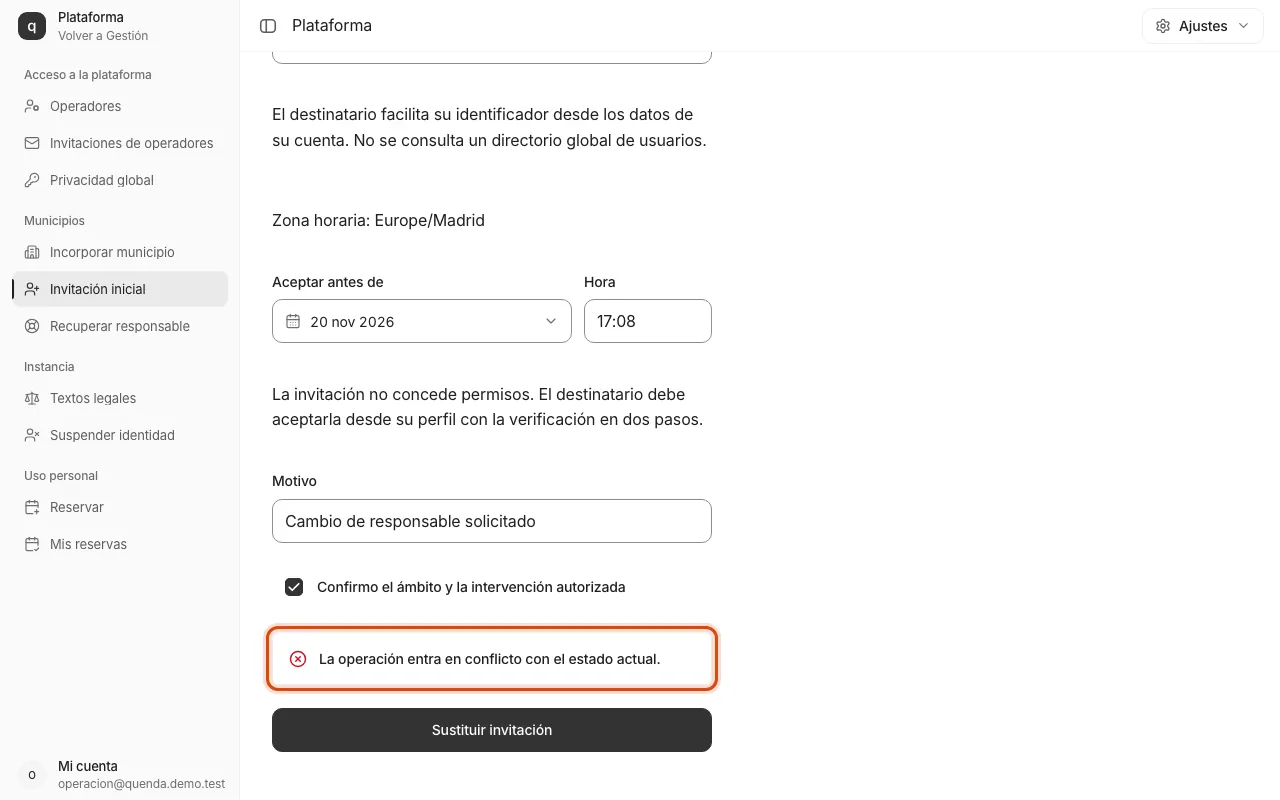 q
Plataforma
Volver a Gestión
Acceso a la plataforma
Operadores
Invitaciones de operadores
Privacidad global
Municipios
Incorporar municipio
Invitación inicial
Recuperar responsable
Instancia
Textos legales
Suspender identidad
Uso personal
Reservar
Mis reservas
O
Mi cuenta
operacion@quenda.demo.test
Plataforma
Ajustes
El destinatario facilita su identificador desde los datos de
su cuenta. No se consulta un directorio global de usuarios.
Zona horaria: Europe/Madrid
Aceptar antes de
Hora
20 nov 2026
17:08
La invitación no concede permisos. El destinatario debe
aceptarla desde su perfil con la verificación en dos pasos.
Motivo
Cambio de responsable solicitado
Confirmo el ámbito y la intervención autorizada
La operación entra en conflicto con el estado actual.
Sustituir invitación